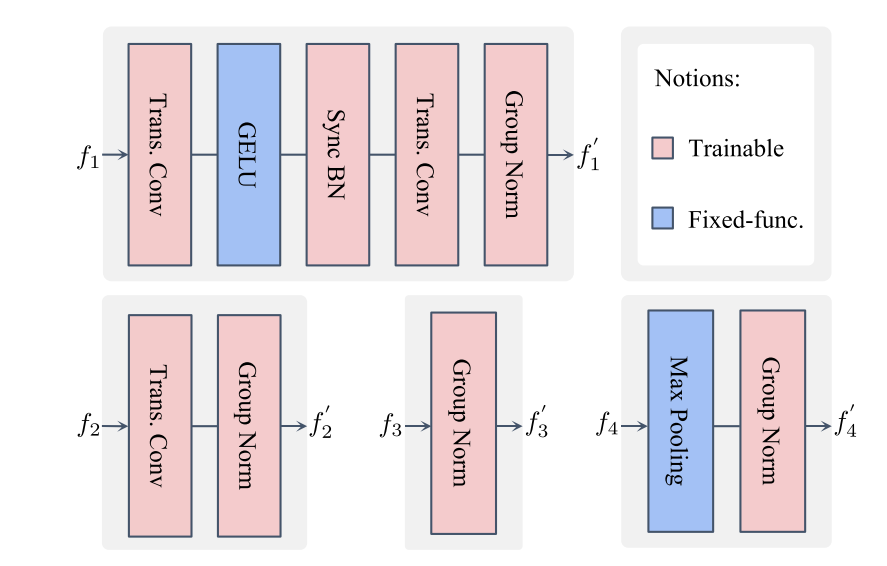 f₁
Trans. Conv
GELU
Sync BN
Trans. Conv
Group Norm
f₁′
Notions:
Trainable
Fixed-func.
f₂
Trans. Conv
Group Norm
f₂′
f₃
Group Norm
f₃′
f₄
Max Pooling
Group Norm
f₄′